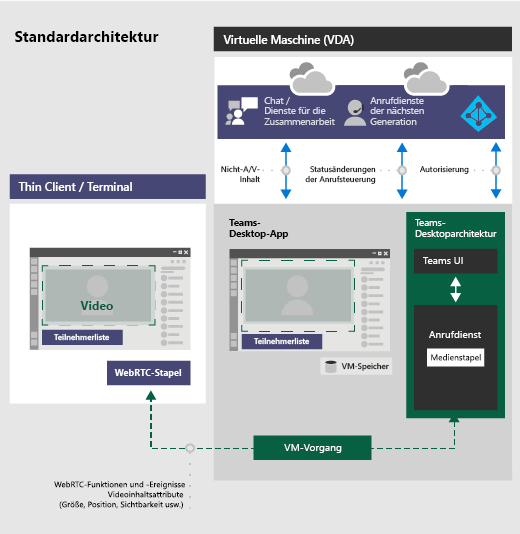 Standardarchitektur
Virtuelle Maschine (VDA)
Chat /
Dienste für die
Zusammenarbeit
Anrufdienste
der nächsten
Generation
Nicht-A/V-
Inhalt
Statusänderungen
der Anrufsteuerung
Autorisierung
Thin Client / Terminal
Video
Teilnehmerliste
WebRTC-Stapel
Teams-
Desktop-App
Teilnehmerliste
VM-Speicher
Teams-
Desktoparchitektur
Teams UI
Anrufdienst
Medienstapel
VM-Vorgang
WebRTC-Funktionen und -Ereignisse
Videoinhaltsattribute
(Größe, Position, Sichtbarkeit usw.)